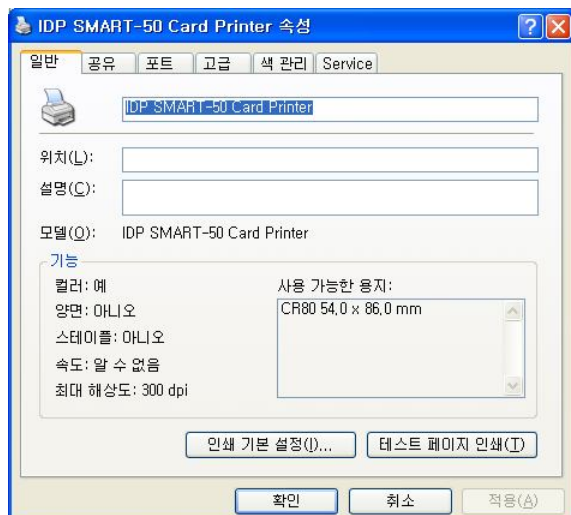 IDP SMART-50 Card Printer 속성
일반 공유 포트 고급 색 관리 Service
IDP SMART-50 Card Printer
위치(L):
설명(C):
모델(O): IDP SMART-50 Card Printer
기능
컬러: 예 사용 가능한 용지:
양면: 아니오 CR80 54,0 x 86,0 mm
스테이플: 아니오
속도: 알 수 없음
최대 해상도: 300 dpi
인쇄 기본 설정(I)... 테스트 페이지 인쇄(T)
확인 취소 적용(A)